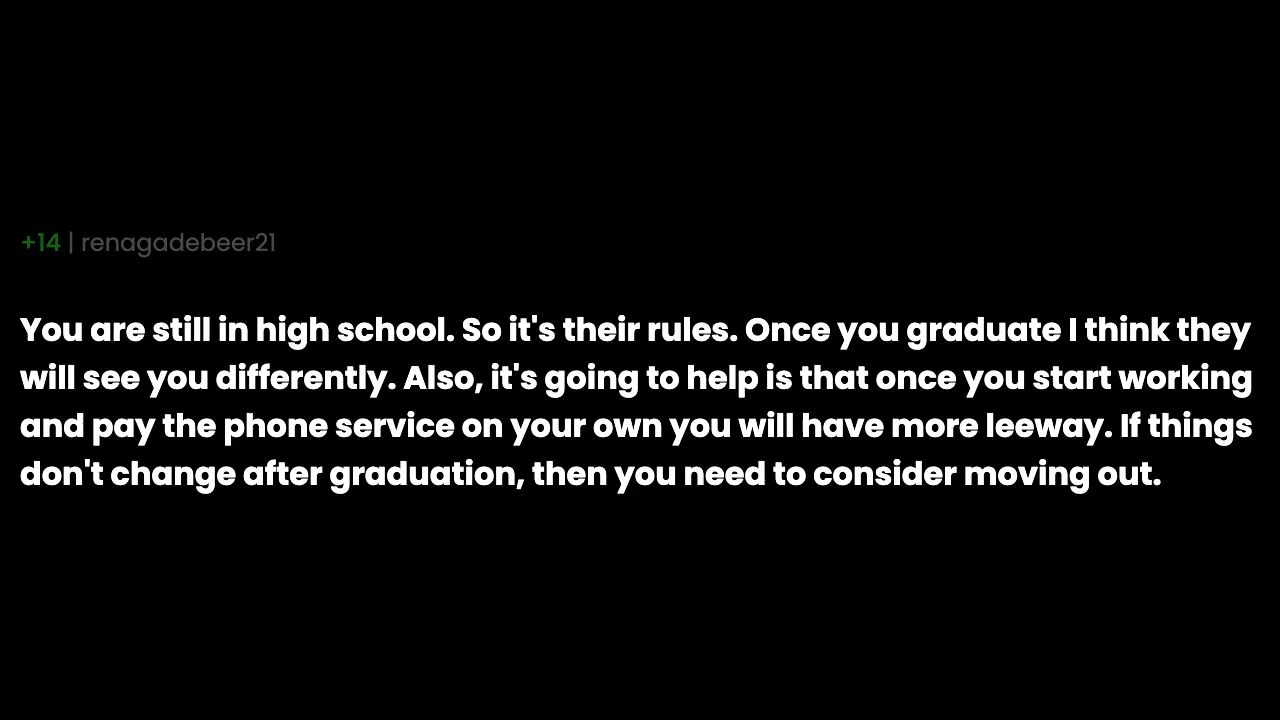 +14 | renagadebeer21
You are still in high school. So it's their rules. Once you graduate I think they
will see you differently. Also, it's going to help is that once you start working
and pay the phone service on your own you will have more leeway. If things
don't change after graduation, then you need to consider moving out.